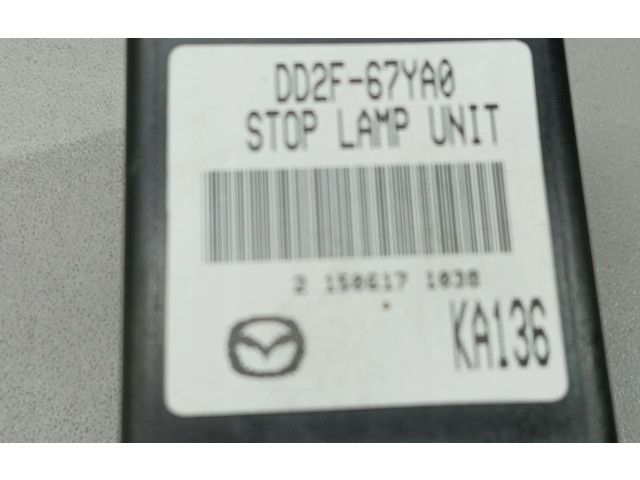 DD2F-67YA0
STOP LAMP UNIT
2 150617 1038
KA136